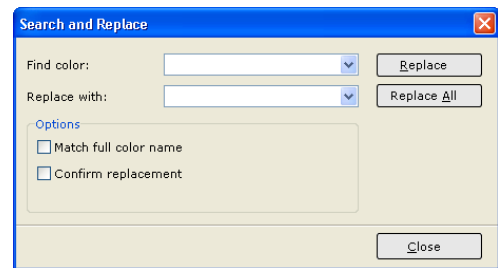 Search and Replace
Find color:
Replace
Replace with:
Replace All
Options
Match full color name
Confirm replacement
Close